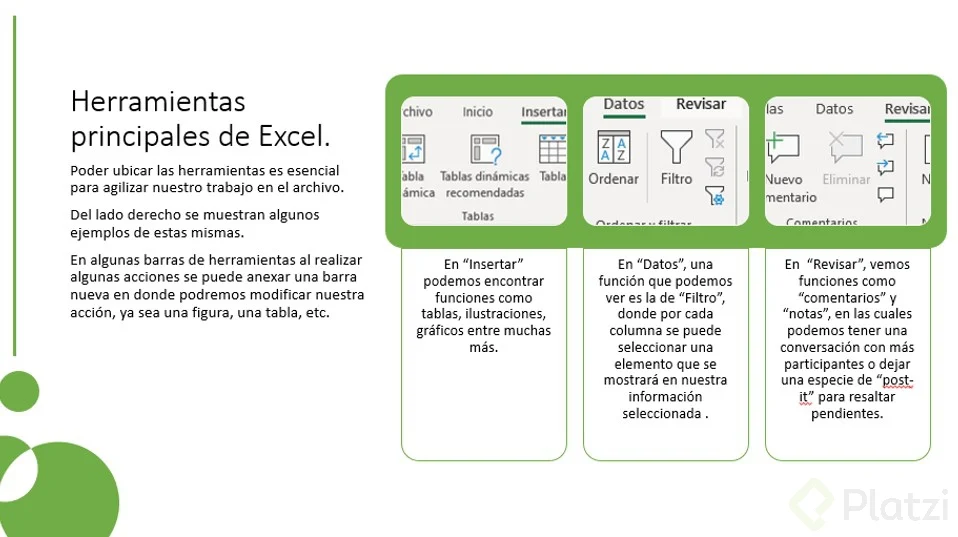 Herramientas
principales de Excel.
Poder ubicar las herramientas es esencial
para agilizar nuestro trabajo en el archivo.
Del lado derecho se muestran algunos
ejemplos de estas mismas.
En algunas barras de herramientas al realizar
algunas acciones se puede anexar una barra
nueva en donde podremos modificar nuestra
acción, ya sea una figura, una tabla, etc.
chivo Inicio Insertar
Tabla Tablas dinámicas Tabla
ámica recomendadas
Tablas
En “Insertar”
podemos encontrar
funciones como
tablas, ilustraciones,
gráficos entre muchas
más.
Datos Revisar
Ordenar Filtro
Ordenar y filtrar
En “Datos”, una
función que podemos
ver es la de “Filtro”,
donde por cada
columna se puede
seleccionar una
elemento que se
mostrará en nuestra
información
seleccionada .
las Datos Revisar
Nuevo Eliminar
mentario
Comentarios
En “Revisar”, vemos
funciones como
“comentarios” y
“notas”, en las cuales
podemos tener una
conversación con más
participantes o dejar
una especie de “post-
it” para resaltar
pendientes.
Platzi